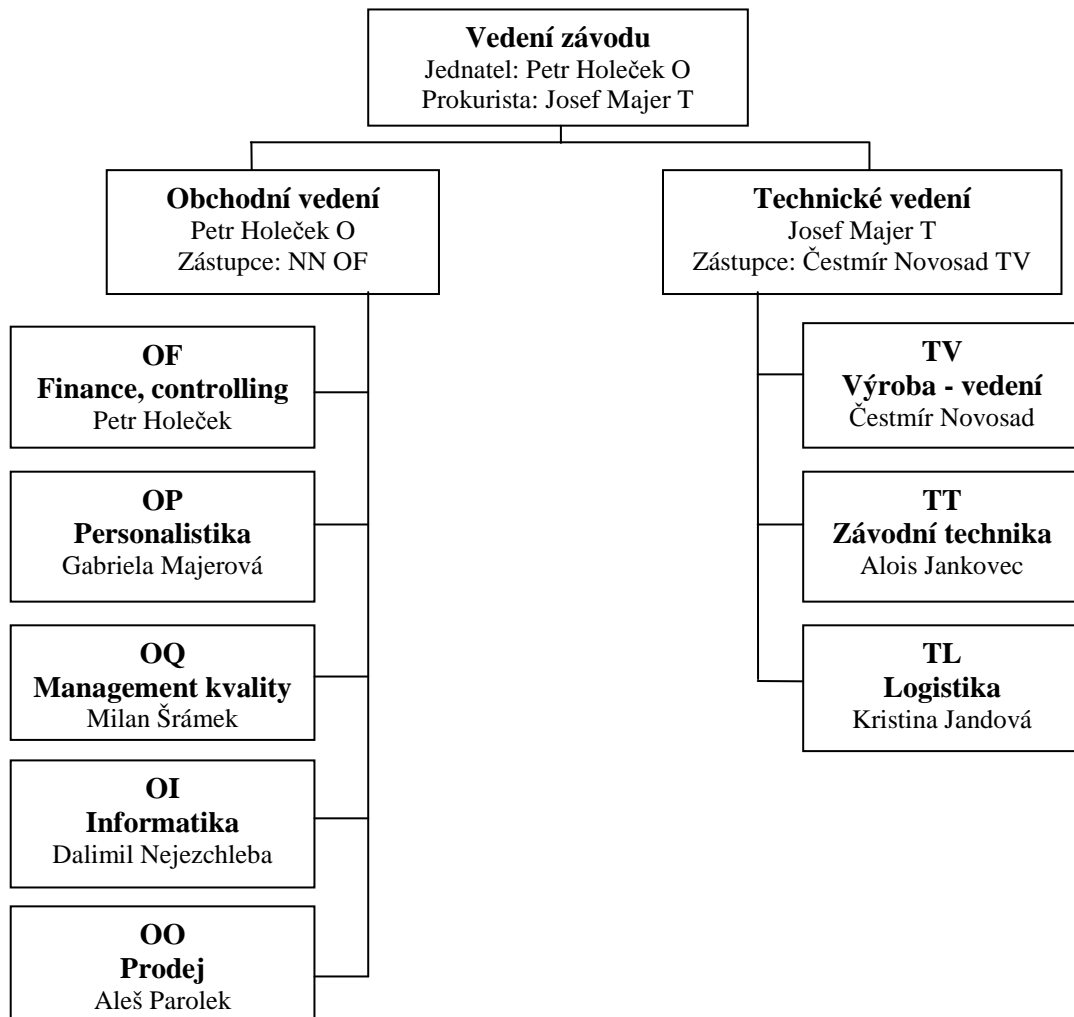 Vedení závodu
Jednatel: Petr Holeček O
Prokurista: Josef Majer T
Obchodní vedení
Petr Holeček O
Zástupce: NN OF
Technické vedení
Josef Majer T
Zástupce: Čestmír Novosad TV
OF
Finance, controlling
Petr Holeček
OP
Personalistika
Gabriela Majerová
OQ
Management kvality
Milan Šrámek
OI
Informatika
Dalimil Nejezchleba
OO
Prodej
Aleš Parolek
TV
Výroba - vedení
Čestmír Novosad
TT
Závodní technika
Alois Jankovec
TL
Logistika
Kristina Jandová